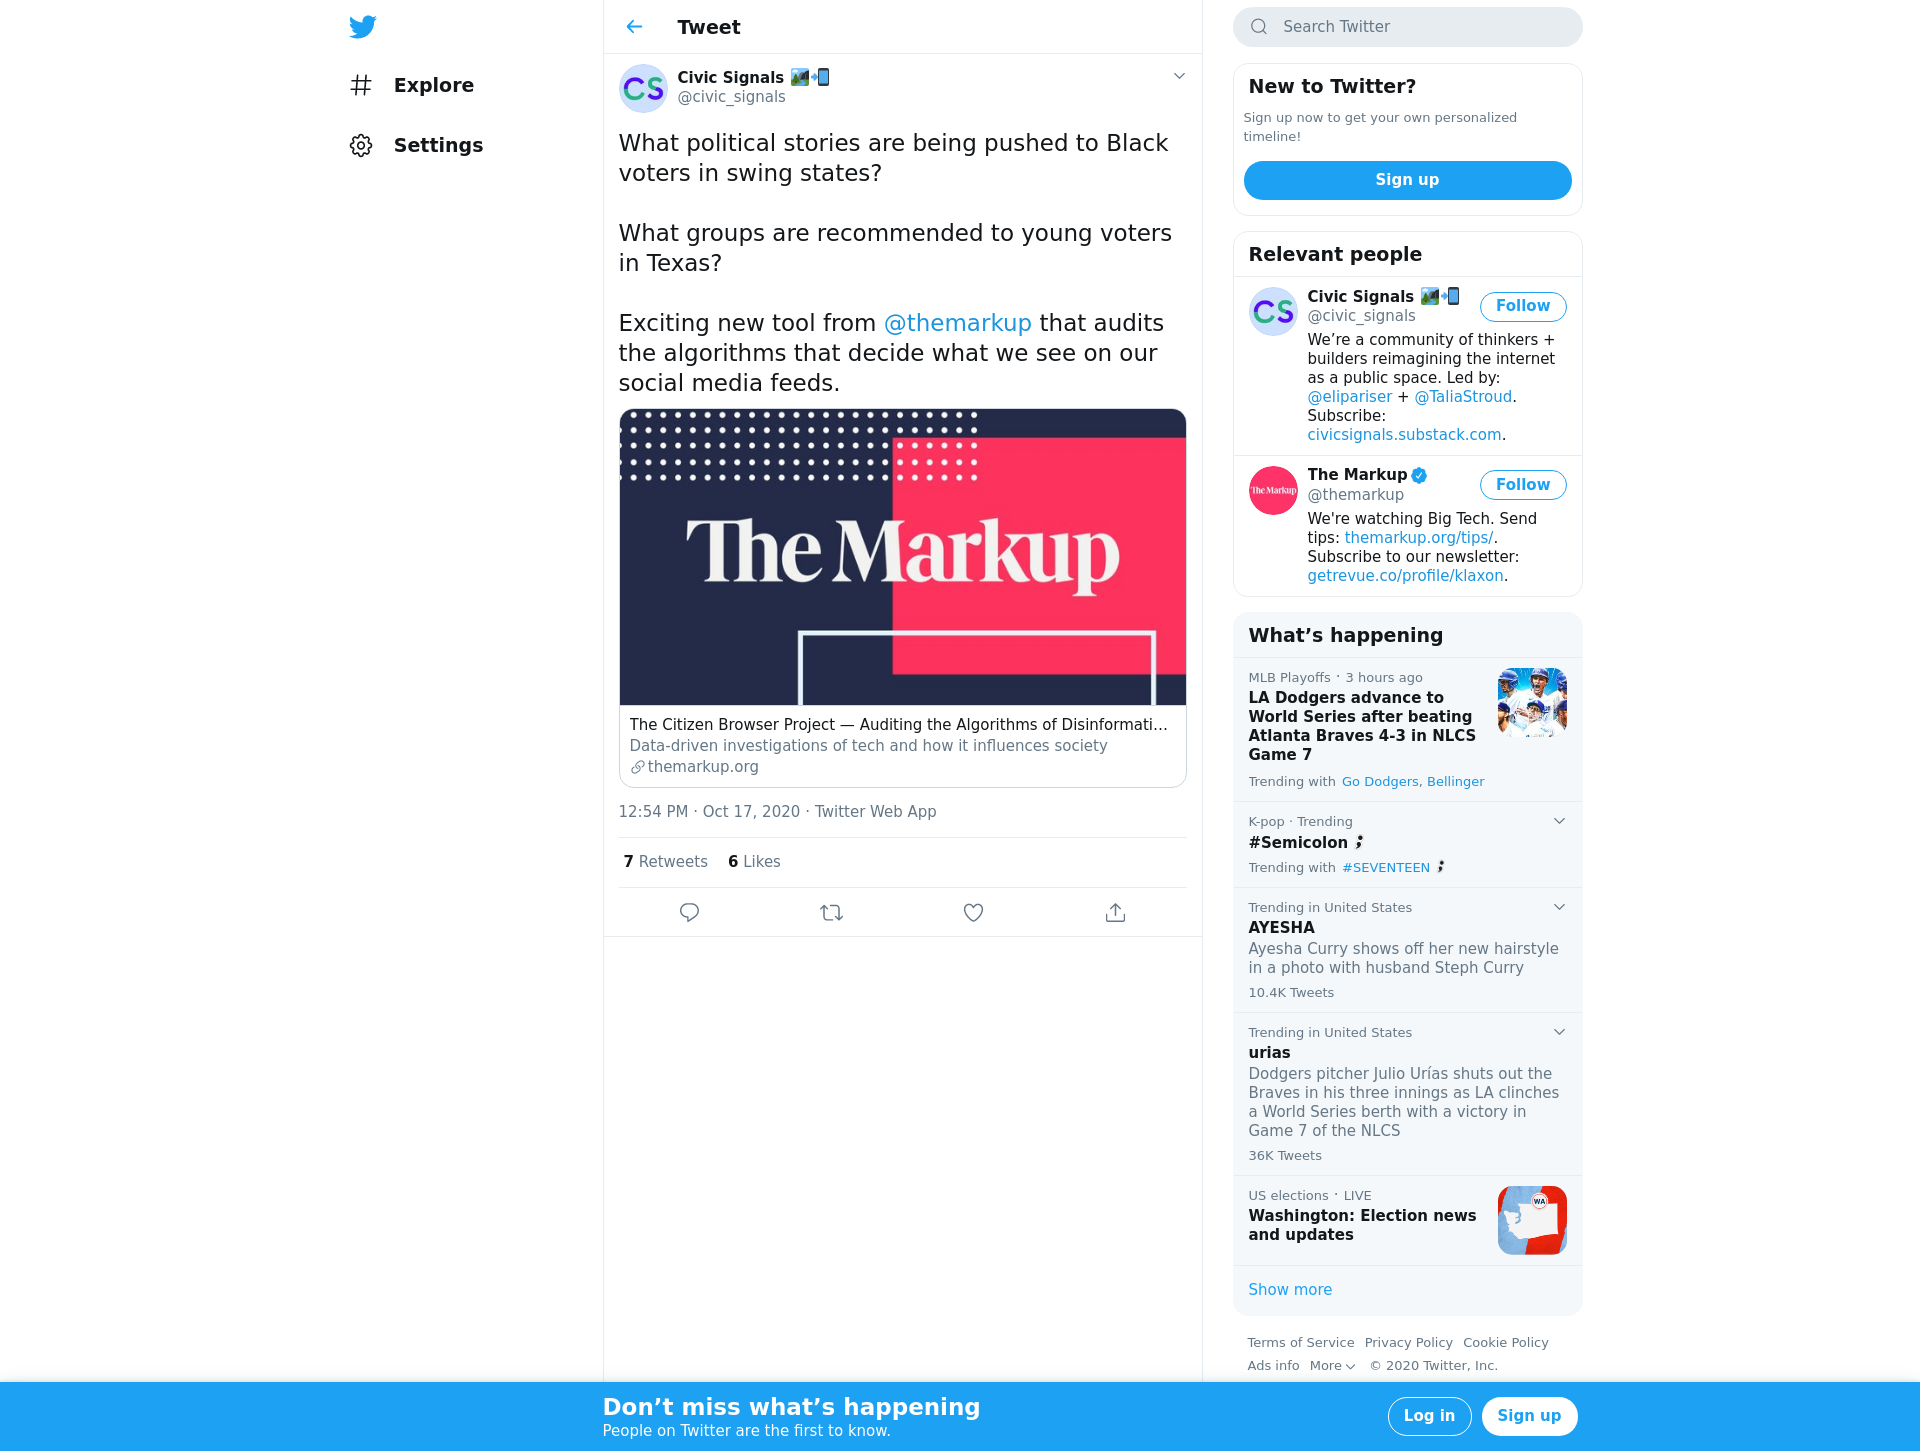 Explore
Settings
Tweet
Civic Signals
@civic_signals
What political stories are being pushed to Black
voters in swing states?
What groups are recommended to young voters
in Texas?
Exciting new tool from @themarkup that audits
the algorithms that decide what we see on our
social media feeds.
The Markup
The Citizen Browser Project — Auditing the Algorithms of Disinformati...
Data-driven investigations of tech and how it influences society
themarkup.org
12:54 PM · Oct 17, 2020 · Twitter Web App
7 Retweets 6 Likes
Search Twitter
New to Twitter?
Sign up now to get your own personalized
timeline!
Sign up
Relevant people
CS
Civic Signals
@civic_signals
Follow
We’re a community of thinkers +
builders reimagining the internet
as a public space. Led by:
@elipariser + @TaliaStroud.
Subscribe:
civicsignals.substack.com.
The Markup
The Markup
@themarkup
Follow
We're watching Big Tech. Send
tips: themarkup.org/tips/.
Subscribe to our newsletter:
getrevue.co/profile/klaxon.
What’s happening
MLB Playoffs · 3 hours ago
LA Dodgers advance to
World Series after beating
Atlanta Braves 4-3 in NLCS
Game 7
Trending with Go Dodgers, Bellinger
K-pop · Trending
#Semicolon
Trending with #SEVENTEEN
Trending in United States
AYESHA
Ayesha Curry shows off her new hairstyle
in a photo with husband Steph Curry
10.4K Tweets
Trending in United States
urias
Dodgers pitcher Julio Urías shuts out the
Braves in his three innings as LA clinches
a World Series berth with a victory in
Game 7 of the NLCS
36K Tweets
US elections · LIVE
Washington: Election news
and updates
WA
Show more
Terms of Service Privacy Policy Cookie Policy
Ads info More © 2020 Twitter, Inc.
Don’t miss what’s happening
People on Twitter are the first to know.
Log in
Sign up